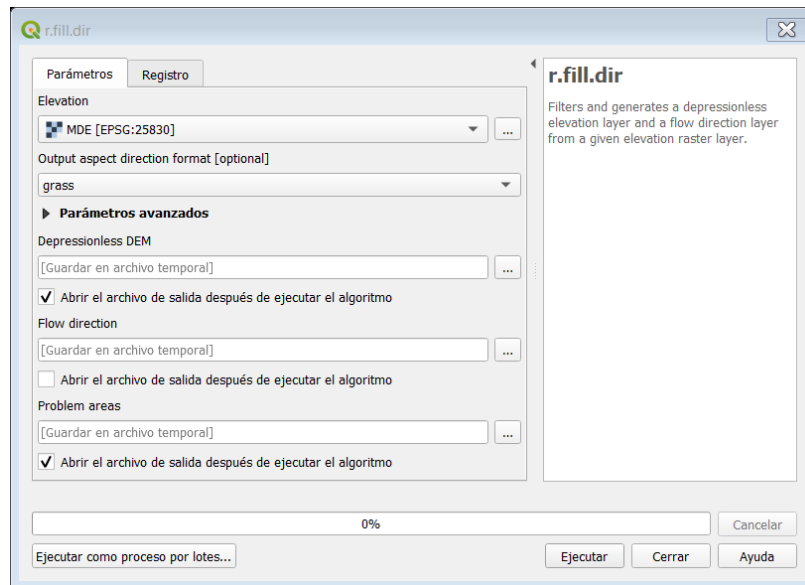 r.fill.dir
Parámetros
Registro
Elevation
MDE [EPSG:25830]
...
Output aspect direction format [optional]
grass
Parámetros avanzados
Depressionless DEM
[Guardar en archivo temporal]
...
Abrir el archivo de salida después de ejecutar el algoritmo
Flow direction
[Guardar en archivo temporal]
...
Abrir el archivo de salida después de ejecutar el algoritmo
Problem areas
[Guardar en archivo temporal]
...
Abrir el archivo de salida después de ejecutar el algoritmo
r.fill.dir
Filters and generates a depressionless
elevation layer and a flow direction layer
from a given elevation raster layer.
0%
Cancelar
Ejecutar como proceso por lotes...
Ejecutar
Cerrar
Ayuda